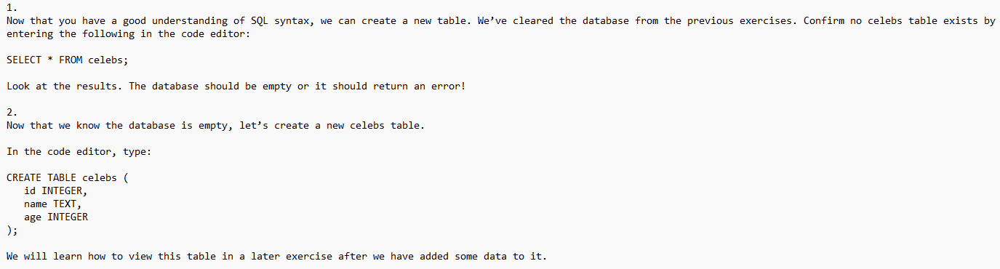 1.
Now that you have a good understanding of SQL syntax, we can create a new table. We’ve cleared the database from the previous exercises. Confirm no celebs table exists by
entering the following in the code editor:
SELECT * FROM celebs;
Look at the results. The database should be empty or it should return an error!
2.
Now that we know the database is empty, let’s create a new celebs table.
In the code editor, type:
CREATE TABLE celebs (
   id INTEGER,
   name TEXT,
   age INTEGER
);
We will learn how to view this table in a later exercise after we have added some data to it.